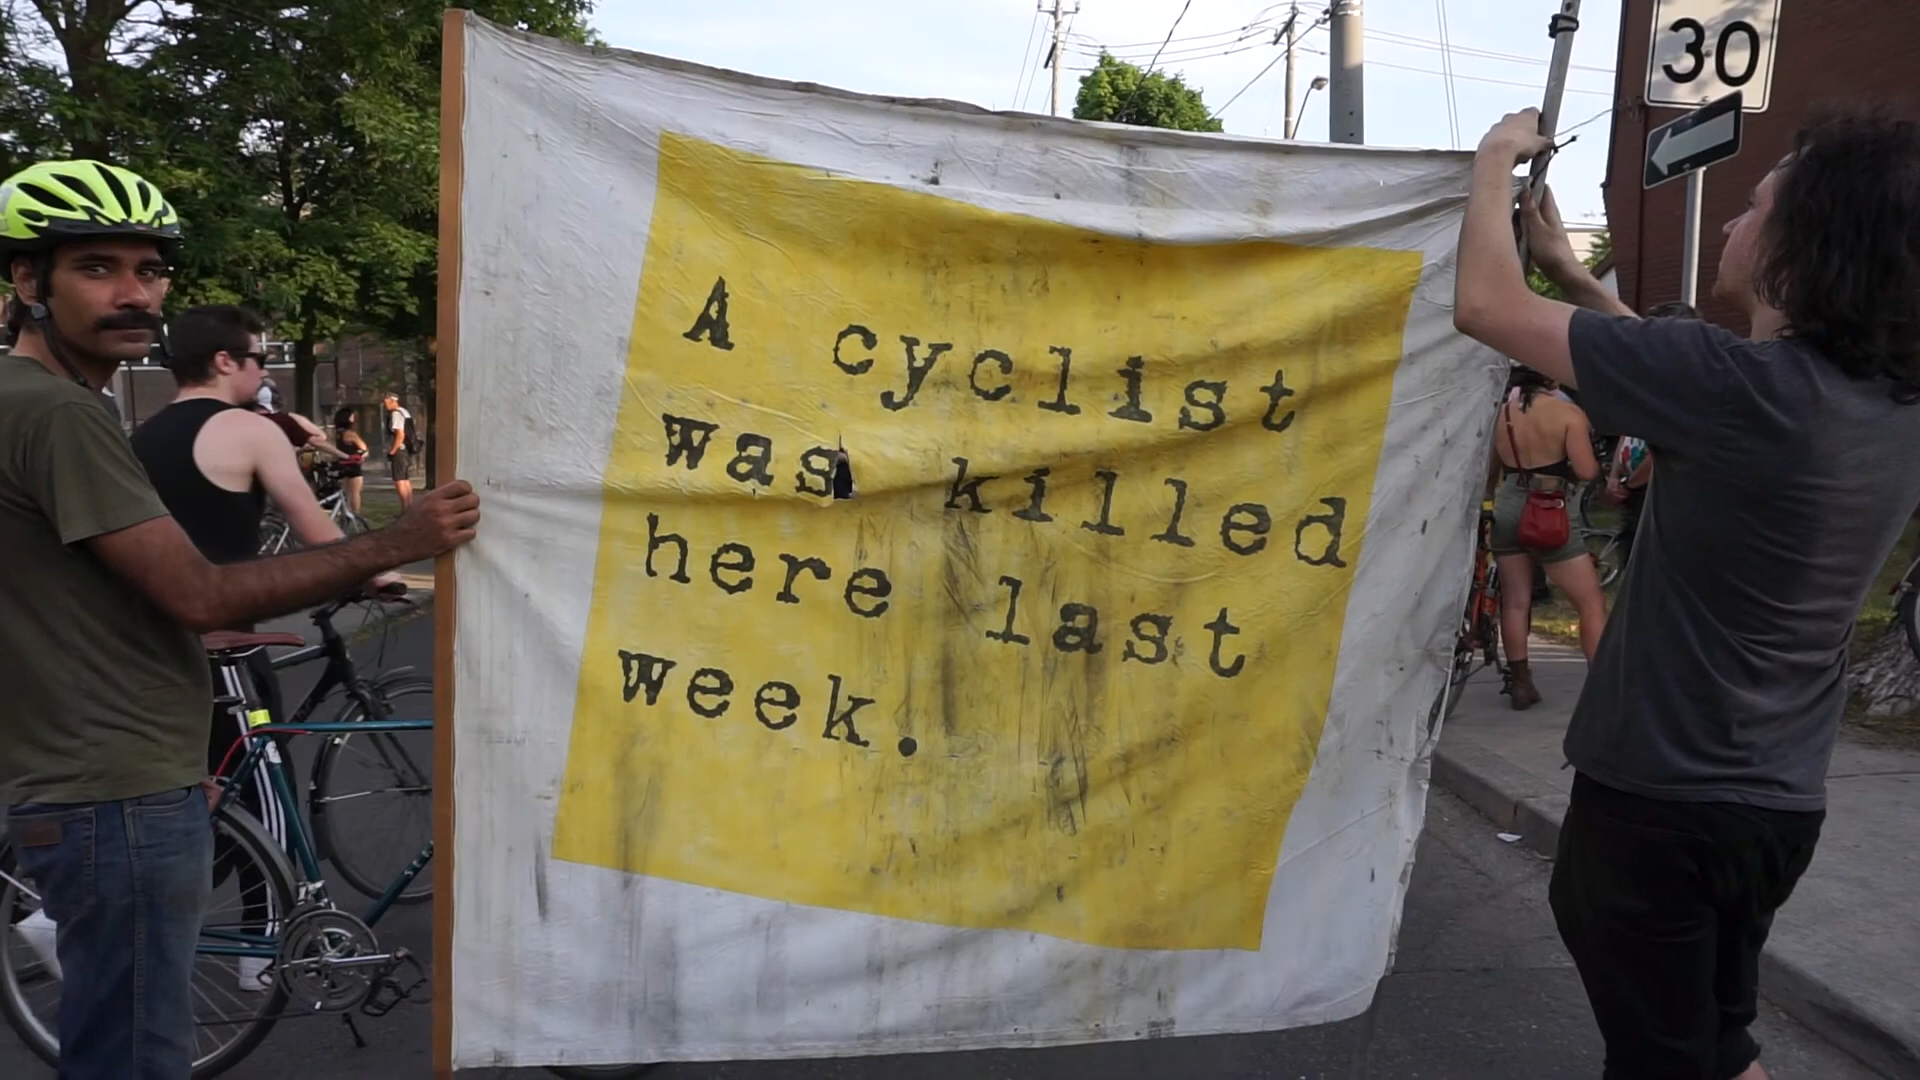 30
A cyclist
was killed
here last
week.